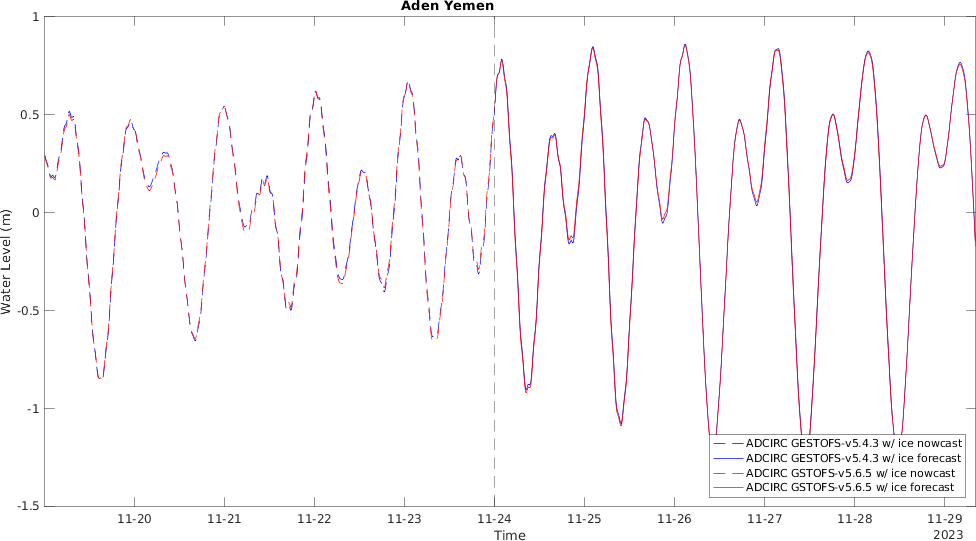 Aden Yemen
1
0.5
0
-0.5
-1
-1.5
Water Level (m)
ADCIRC GESTOFS-v5.4.3 w/ ice nowcast
ADCIRC GESTOFS-v5.4.3 w/ ice forecast
ADCIRC GSTOFS-v5.6.5 w/ ice nowcast
ADCIRC GSTOFS-v5.6.5 w/ ice forecast
11-20 11-21 11-22 11-23 11-24 11-25 11-26 11-27 11-28 11-29
Time
2023